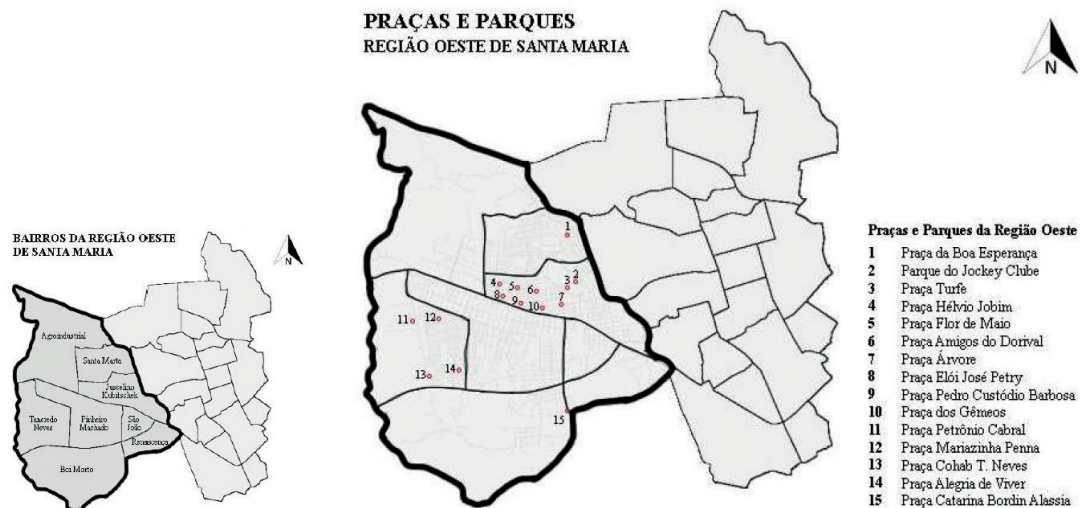 PRAÇAS E PARQUES
REGIÃO OESTE DE SANTA MARIA
N
BAIRROS DA REGIÃO OESTE
DE SANTA MARIA
N
Agroindustrial
Santa Marta
Juscelino
Kubitschek
Tancredo
Neves
Pinheiro
Machado
São
João
Renascença
Boi Morto
1
2
3
4
5
6
7
8
9
10
11
12
13
14
15
Praças e Parques da Região Oeste
1 Praça da Boa Esperança
2 Parque do Jockey Clube
3 Praça Turfe
4 Praça Hélvio Jobim
5 Praça Flor de Maio
6 Praça Amigos do Dorival
7 Praça Árvore
8 Praça Elói José Petry
9 Praça Pedro Custódio Barbosa
10 Praça dos Gêmeos
11 Praça Petrônio Cabral
12 Praça Mariazinha Penna
13 Praça Cohab T. Neves
14 Praça Alegria de Viver
15 Praça Catarina Bordin Alassia